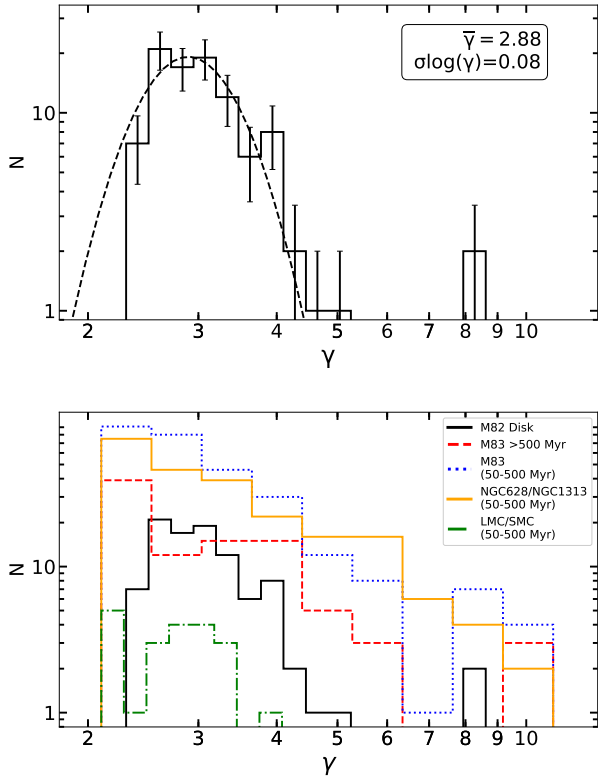 γ̅ = 2.88
σlog(γ)=0.08
10
1
N
2 3 4 5 6 7 8 9 10
γ
M82 Disk
M83 >500 Myr
M83
(50-500 Myr)
NGC628/NGC1313
(50-500 Myr)
LMC/SMC
(50-500 Myr)
10
1
N
2 3 4 5 6 7 8 9 10
γ